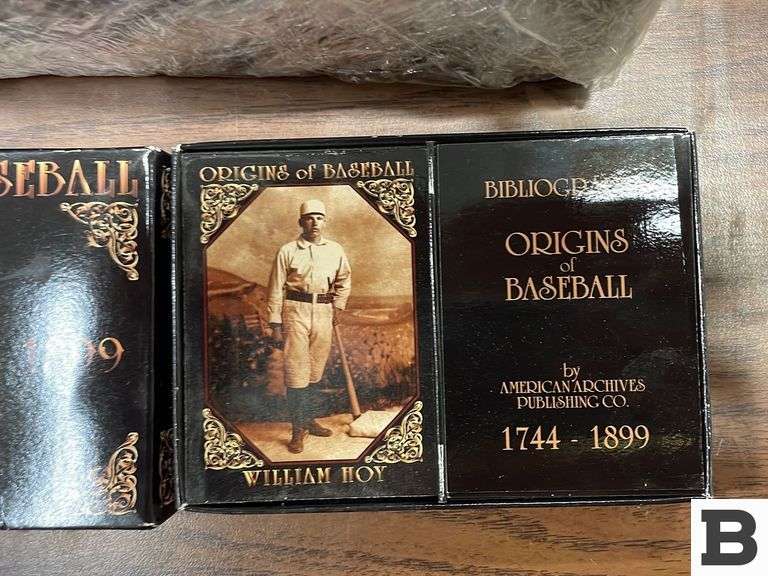 SEBALL
ORIGINS of BASEBALL
WILLIAM HOY
ORIGINS
of
BASEBALL
by
AMERICAN ARCHIVES
PUBLISHING CO.
1744 - 1899
B